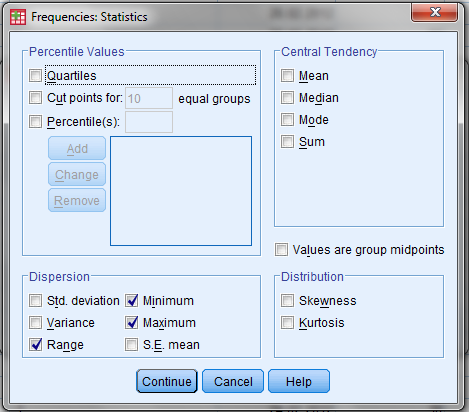 Frequencies: Statistics
Percentile Values
Quartiles
Cut points for: 10 equal groups
Percentile(s):
Add
Change
Remove
Central Tendency
Mean
Median
Mode
Sum
Values are group midpoints
Dispersion
Std. deviation Minimum
Variance Maximum
Range S.E. mean
Distribution
Skewness
Kurtosis
Continue Cancel Help